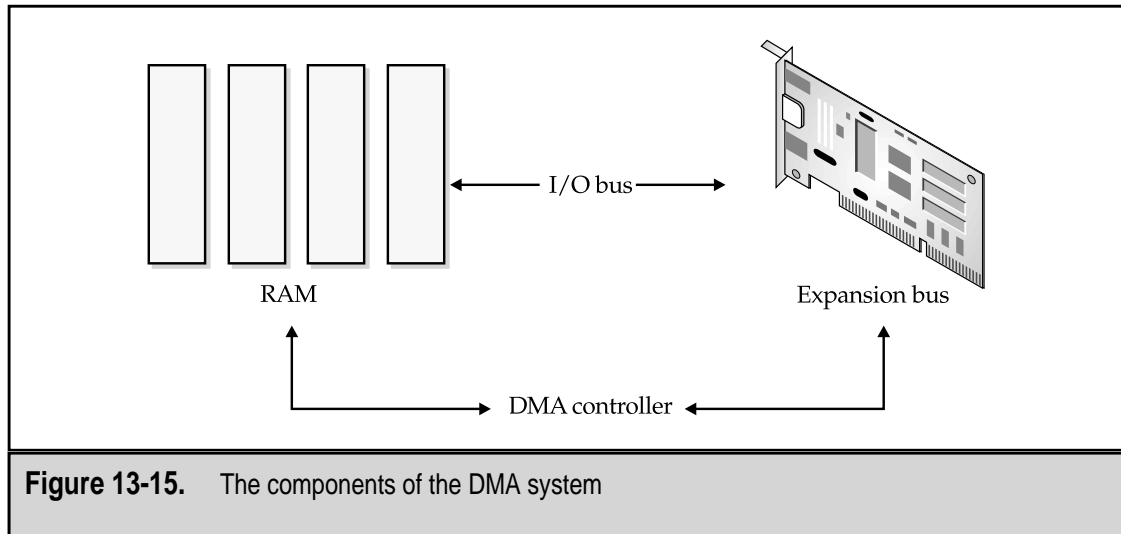 I/O bus
RAM
Expansion bus
DMA controller
Figure 13-15. The components of the DMA system